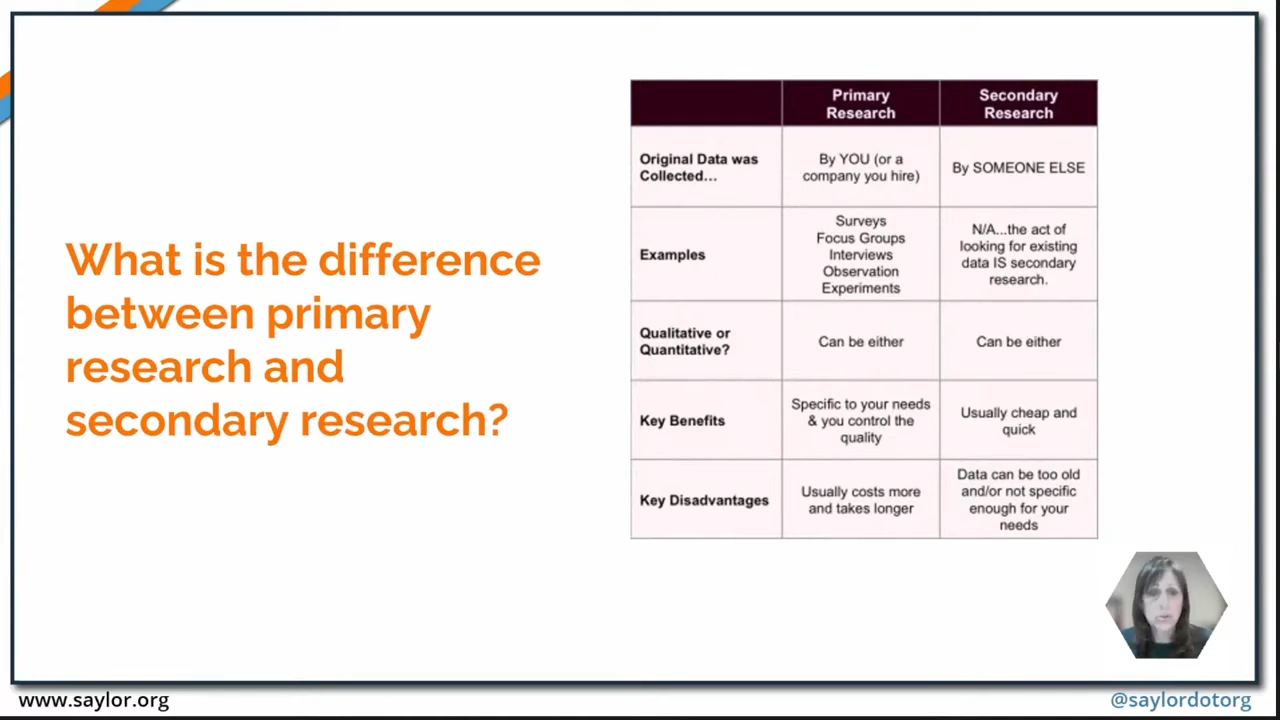 What is the difference
between primary
research and
secondary research?
Primary
Research
Secondary
Research
Original Data was
Collected...
By YOU (or a
company you hire)
By SOMEONE ELSE
Examples
Surveys
Focus Groups
Interviews
Observation
Experiments
N/A...the act of
looking for existing
data IS secondary
research.
Qualitative or
Quantitative?
Can be either
Can be either
Key Benefits
Specific to your needs
& you control the
quality
Usually cheap and
quick
Key Disadvantages
Usually costs more
and takes longer
Data can be too old
and/or not specific
enough for your
needs
www.saylor.org
@saylordotorg